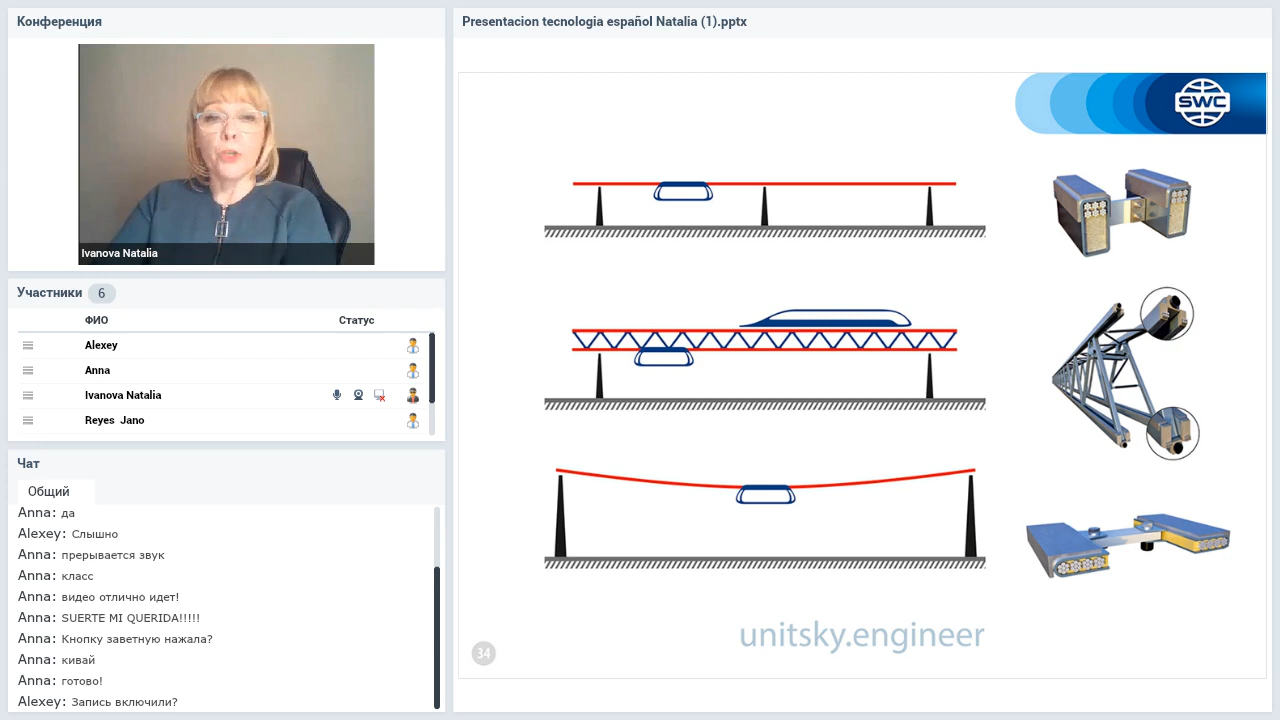 Конференция
Ivanova Natalia
Участники 6
ФИО Статус
Alexey
Anna
Ivanova Natalia
Reyes Jano
Чат
Общий
Anna: да
Alexey: Слышно
Anna: прерывается звук
Anna: класс
Anna: видео отлично идет!
Anna: SUERTE MI QUERIDA!!!!!
Anna: Кнопку заветную нажала?
Anna: кивай
Anna: готово!
Alexey: Запись включили?
Presentacion tecnologia español Natalia (1).pptx
SWC
unitsky.engineer
34